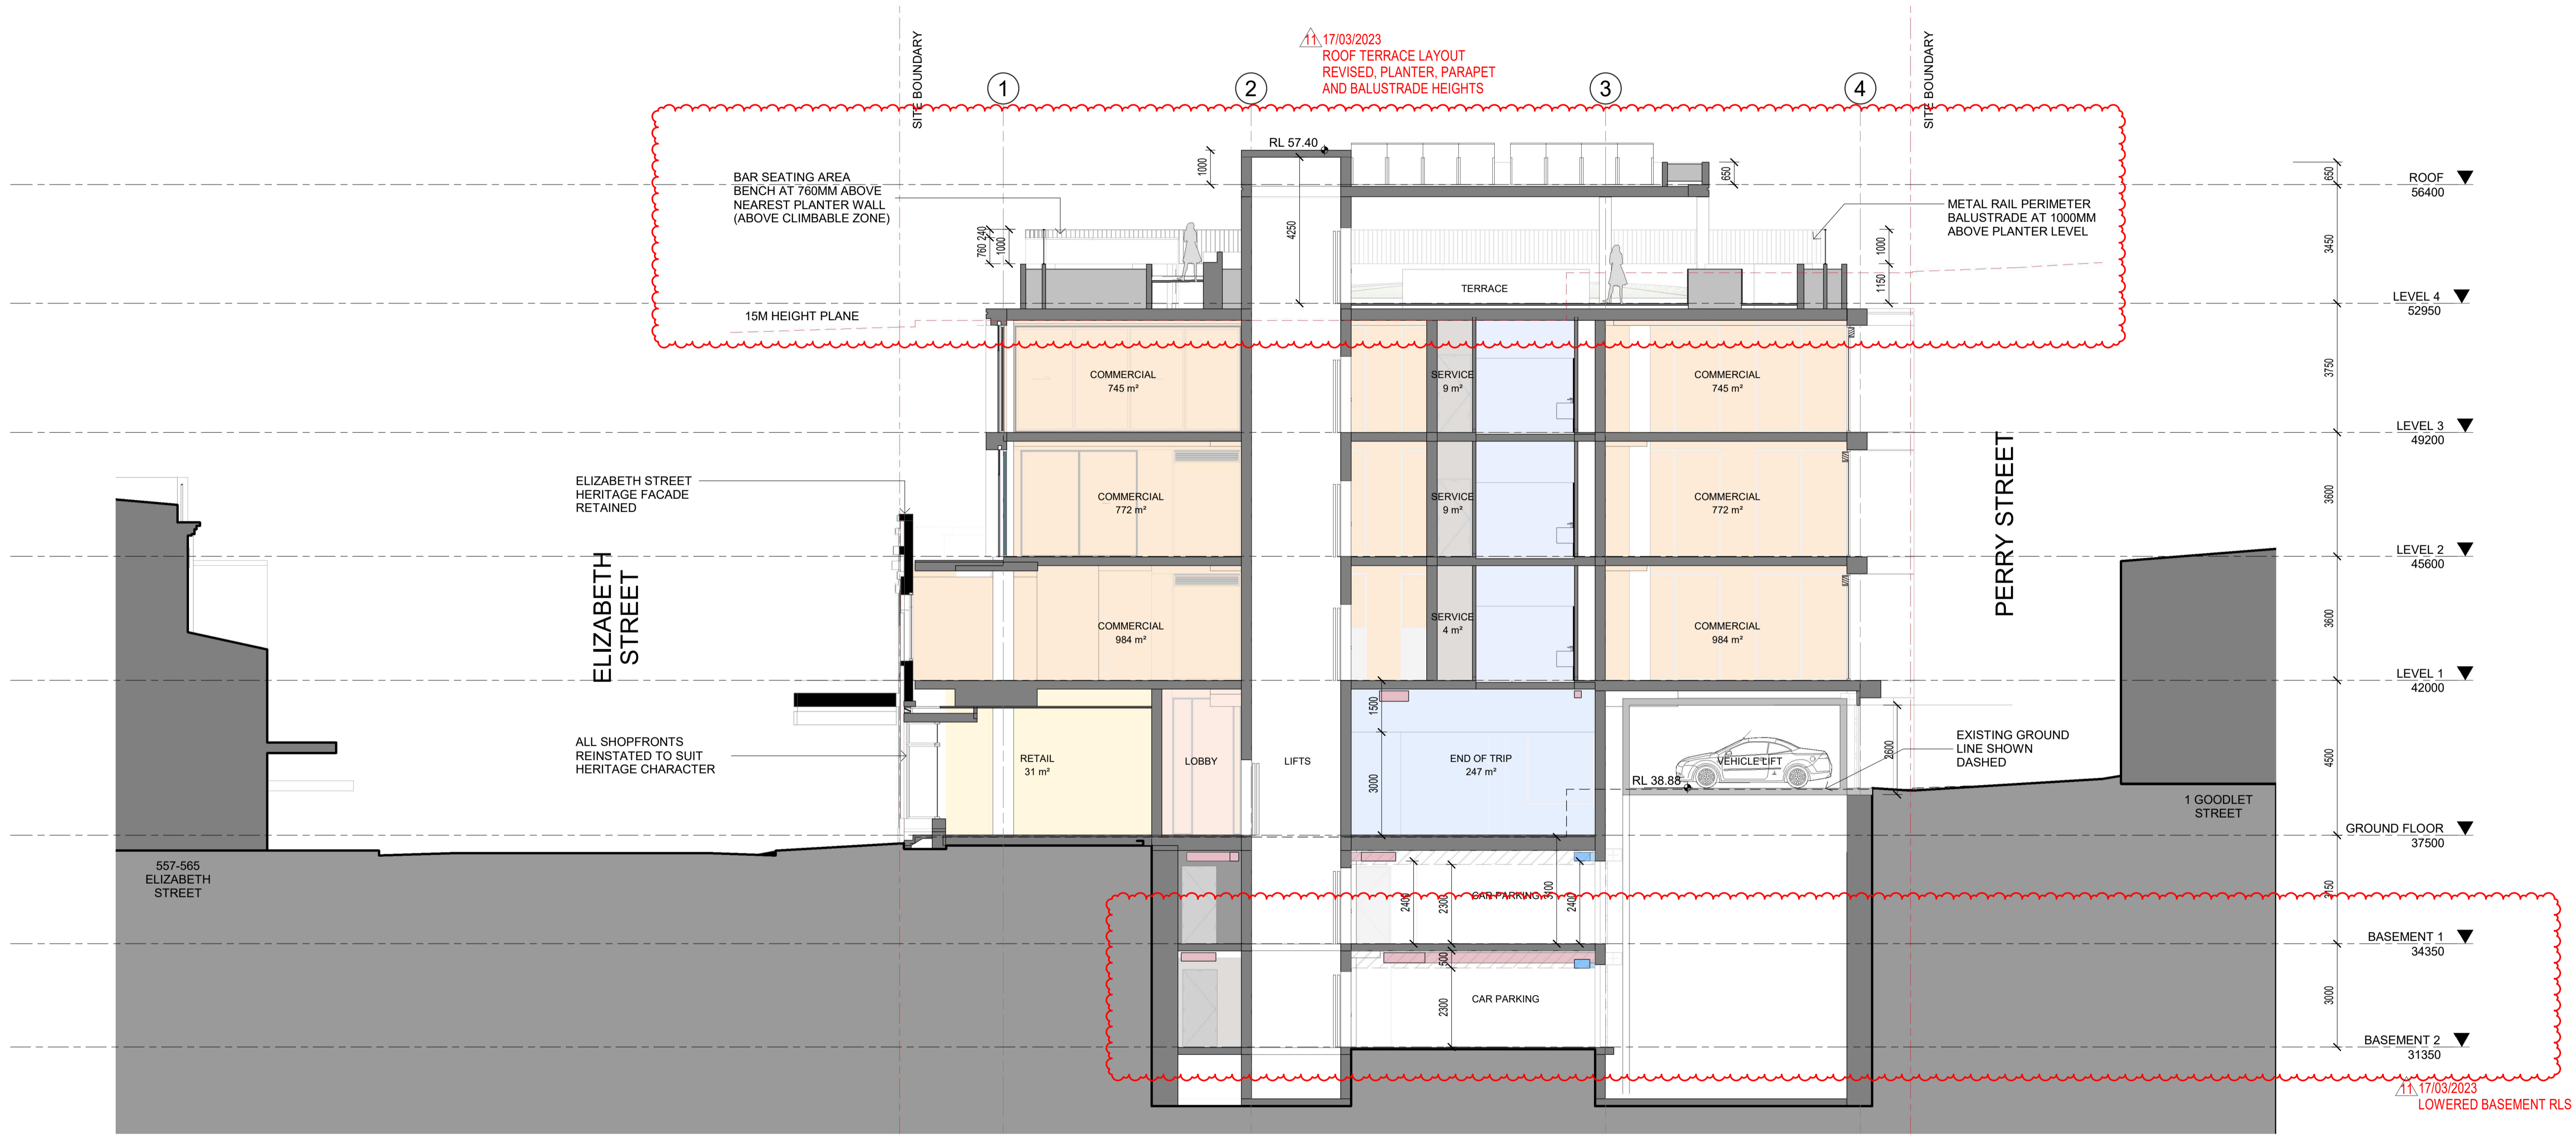 11 17/03/2023
ROOF TERRACE LAYOUT
REVISED, PLANTER, PARAPET
AND BALUSTRADE HEIGHTS
SITE BOUNDARY
1
2
3
4
SITE BOUNDARY
RL 57.40
1000
650
650
ROOF
56400
BAR SEATING AREA
BENCH AT 760MM ABOVE
NEAREST PLANTER WALL
(ABOVE CLIMBABLE ZONE)
METAL RAIL PERIMETER
BALUSTRADE AT 1000MM
ABOVE PLANTER LEVEL
760 240
1000
4250
1000
1150
3450
TERRACE
LEVEL 4
52950
15M HEIGHT PLANE
COMMERCIAL
745 m²
SERVICE
9 m²
COMMERCIAL
745 m²
3750
LEVEL 3
49200
ELIZABETH STREET
HERITAGE FACADE
RETAINED
COMMERCIAL
772 m²
SERVICE
9 m²
COMMERCIAL
772 m²
3600
LEVEL 2
45600
ELIZABETH
STREET
PERRY STREET
COMMERCIAL
984 m²
SERVICE
4 m²
COMMERCIAL
984 m²
3600
LEVEL 1
42000
ALL SHOPFRONTS
REINSTATED TO SUIT
HERITAGE CHARACTER
RETAIL
31 m²
LOBBY
LIFTS
1500
3000
END OF TRIP
247 m²
VEHICLE LIFT
RL 38.88
2600
EXISTING GROUND
LINE SHOWN
DASHED
4500
1 GOODLET
STREET
GROUND FLOOR
37500
557-565
ELIZABETH
STREET
2400
2300
CAR PARKING
3100
2400
3150
BASEMENT 1
34350
500
2300
CAR PARKING
3000
BASEMENT 2
31350
11 17/03/2023
LOWERED BASEMENT RLS